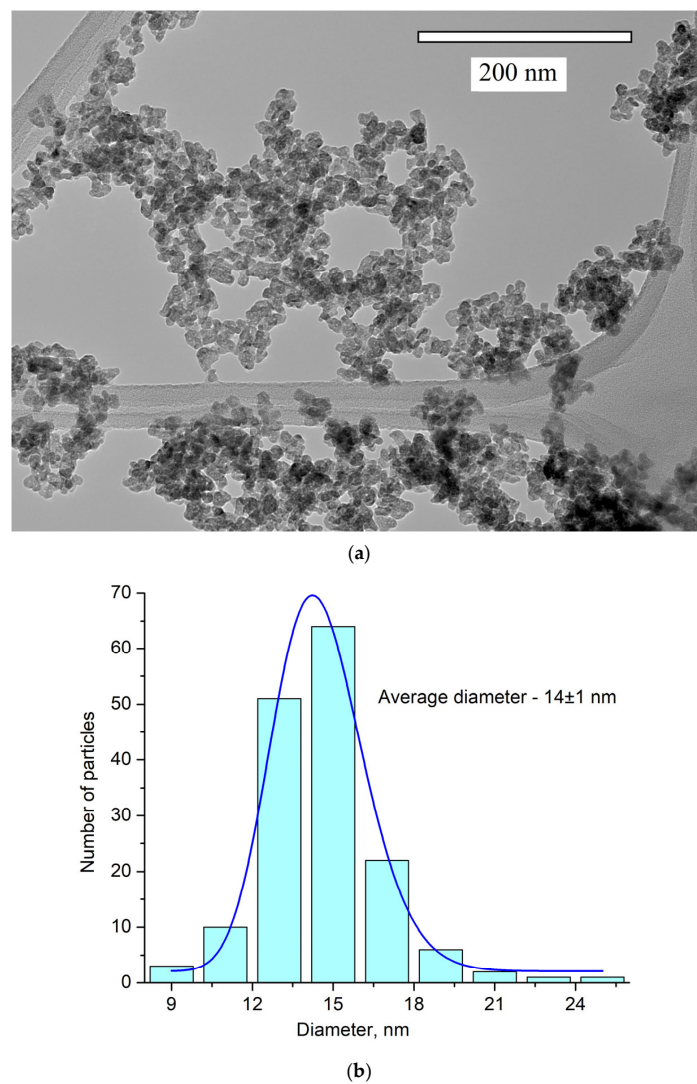 200 nm
(a)
70
60
50
40
30
20
10
0
Number of particles
Average diameter - 14±1 nm
9 12 15 18 21 24
Diameter, nm
(b)